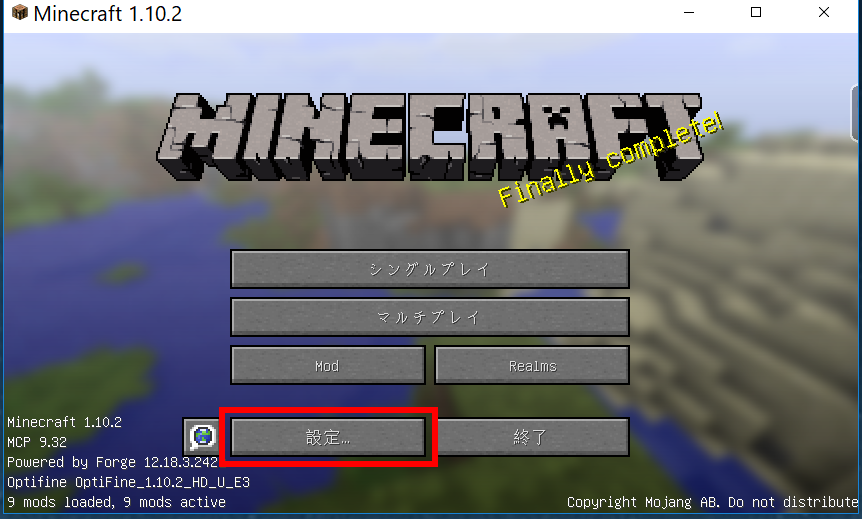 Minecraft 1.10.2
MINECRAFT
Finally complete!
シングルプレイ
マルチプレイ
Mod
Realms
設定...
終了
Minecraft 1.10.2
MCP 9.32
Powered by Forge 12.18.3.242
Optifine OptiFine_1.10.2_HD_U_E3
9 mods loaded, 9 mods active
Copyright Mojang AB. Do not distribute